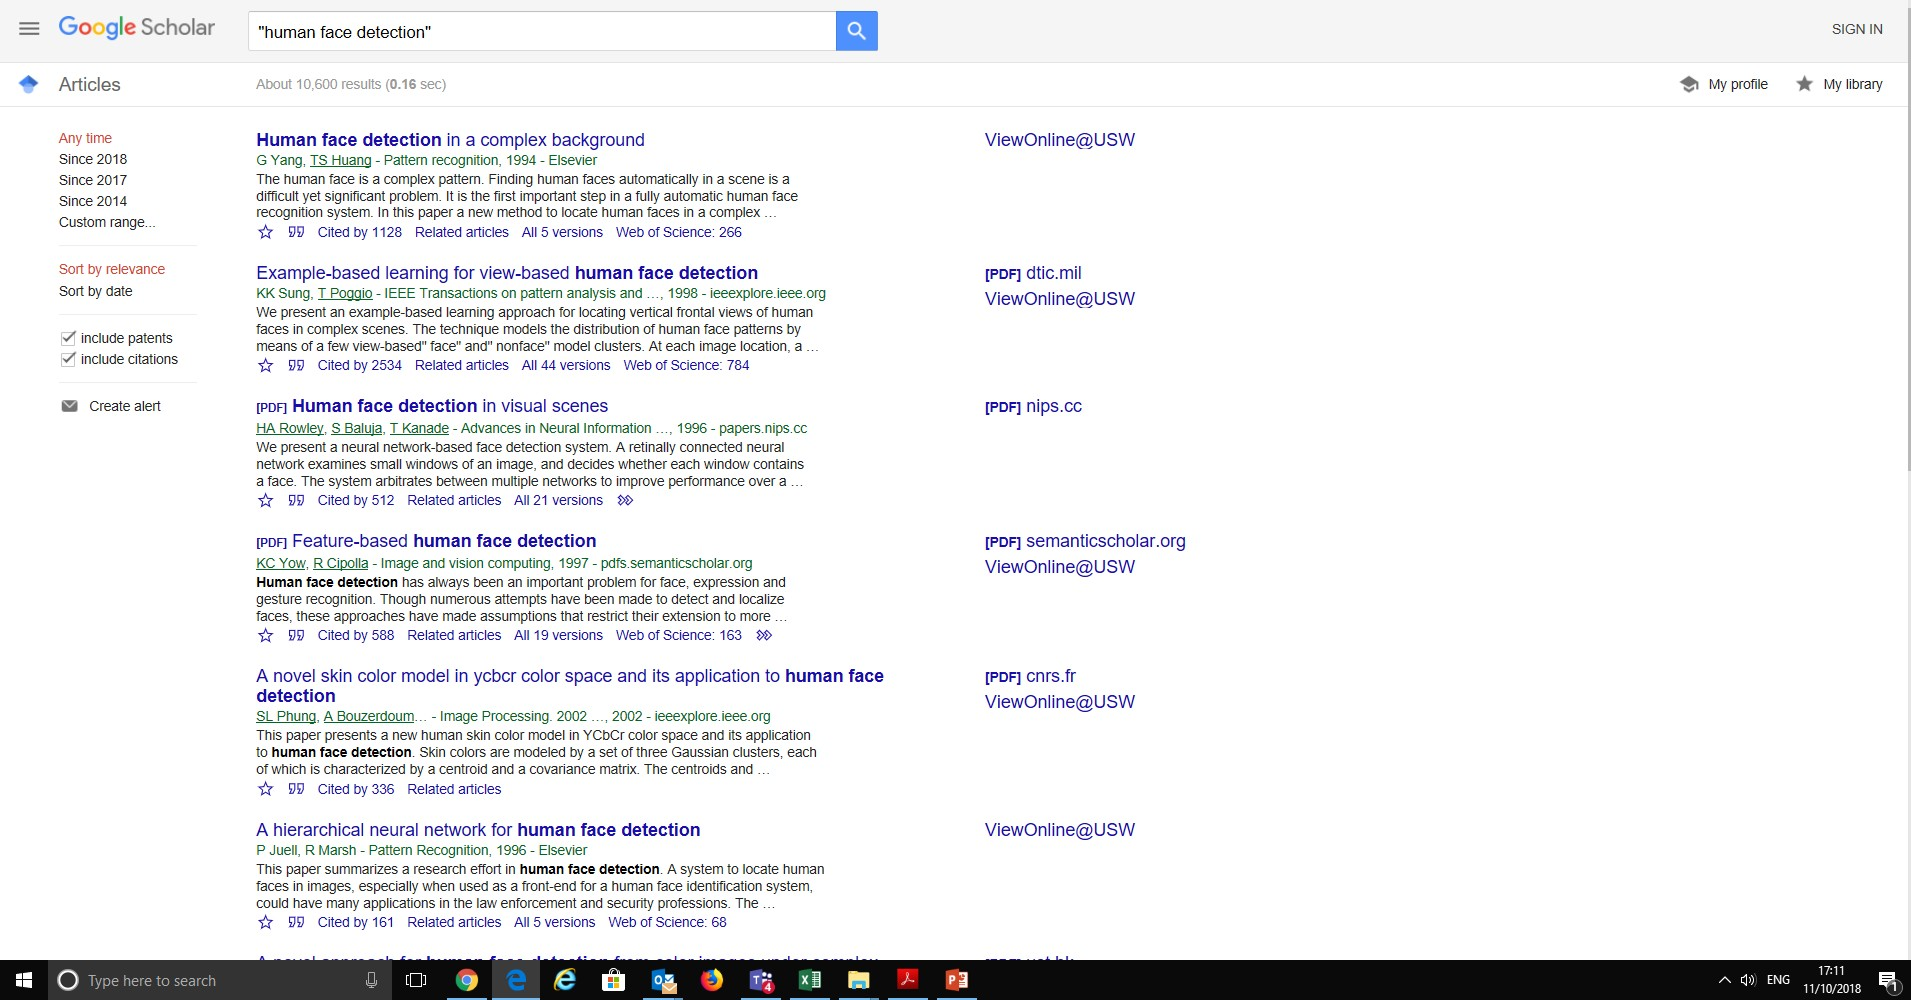 Google Scholar
"human face detection"
SIGN IN
Articles
About 10,600 results (0.16 sec)
My profile
My library
Any time
Since 2018
Since 2017
Since 2014
Custom range...
Sort by relevance
Sort by date
include patents
include citations
Create alert
Human face detection in a complex background
ViewOnline@USW
G Yang, TS Huang - Pattern recognition, 1994 - Elsevier
The human face is a complex pattern. Finding human faces automatically in a scene is a
difficult yet significant problem. It is the first important step in a fully automatic human face
recognition system. In this paper a new method to locate human faces in a complex …
Cited by 1128 Related articles All 5 versions Web of Science: 266
Example-based learning for view-based human face detection
[PDF] dtic.mil
KK Sung, T Poggio - IEEE Transactions on pattern analysis and …, 1998 - ieeexplore.ieee.org
ViewOnline@USW
We present an example-based learning approach for locating vertical frontal views of human
faces in complex scenes. The technique models the distribution of human face patterns by
means of a few view-based" face" and" nonface" model clusters. At each image location, a …
Cited by 2534 Related articles All 44 versions Web of Science: 784
[PDF] Human face detection in visual scenes
[PDF] nips.cc
HA Rowley, S Baluja, T Kanade - Advances in Neural Information …, 1996 - papers.nips.cc
We present a neural network-based face detection system. A retinally connected neural
network examines small windows of an image, and decides whether each window contains
a face. The system arbitrates between multiple networks to improve performance over a …
Cited by 512 Related articles All 21 versions
[PDF] Feature-based human face detection
[PDF] semanticscholar.org
KC Yow, R Cipolla - Image and vision computing, 1997 - pdfs.semanticscholar.org
ViewOnline@USW
Human face detection has always been an important problem for face, expression and
gesture recognition. Though numerous attempts have been made to detect and localize
faces, these approaches have made assumptions that restrict their extension to more …
Cited by 588 Related articles All 19 versions Web of Science: 163
A novel skin color model in ycbcr color space and its application to human face
detection
[PDF] cnrs.fr
ViewOnline@USW
SL Phung, A Bouzerdoum… - Image Processing. 2002 …, 2002 - ieeexplore.ieee.org
This paper presents a new human skin color model in YCbCr color space and its application
to human face detection. Skin colors are modeled by a set of three Gaussian clusters, each
of which is characterized by a centroid and a covariance matrix. The centroids and …
Cited by 336 Related articles
A hierarchical neural network for human face detection
ViewOnline@USW
P Juell, R Marsh - Pattern Recognition, 1996 - Elsevier
This paper summarizes a research effort in human face detection. A system to locate human
faces in images, especially when used as a front-end for a human face identification system,
could have many applications in the law enforcement and security professions. The …
Cited by 161 Related articles All 5 versions Web of Science: 68
A novel approach for human face detection from color images under complex
Type here to search
4
ENG
17:11
11/10/2018
1